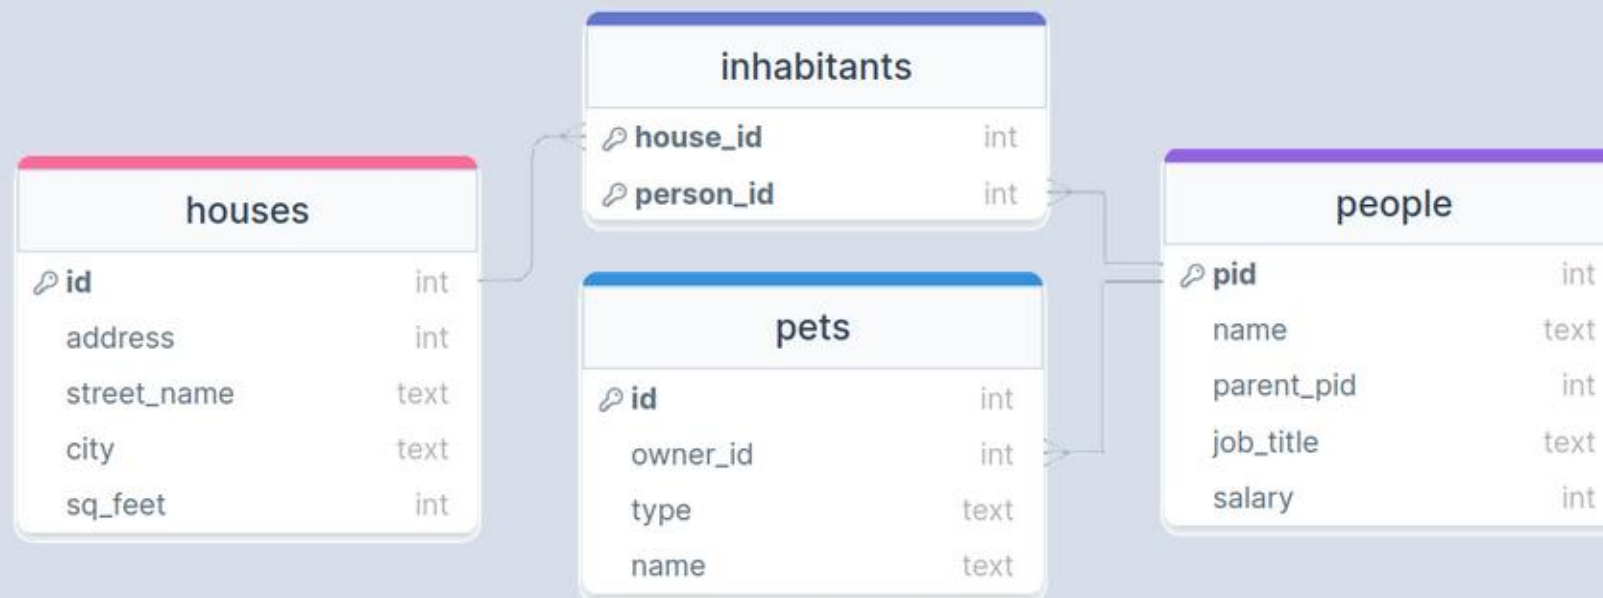 inhabitants
house_id int
person_id int
houses
id int
address int
street_name text
city text
sq_feet int
pets
id int
owner_id int
type text
name text
people
pid int
name text
parent_pid int
job_title text
salary int